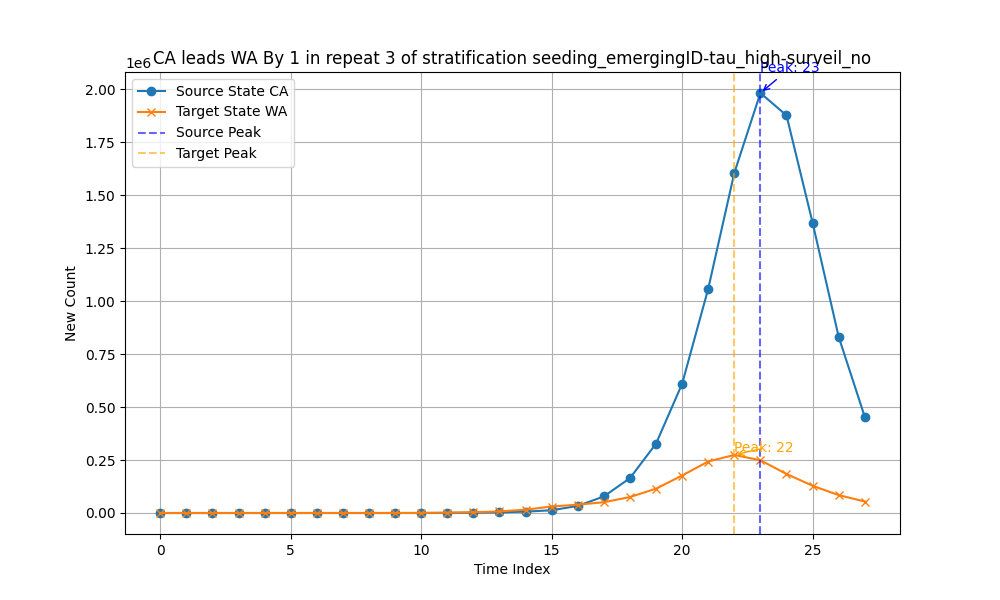 CA leads WA By 1 in repeat 3 of stratification seeding_emergingID-tau_high-surveil_no
1e6
Peak: 23
Source State CA
Target State WA
Source Peak
Target Peak
2.00
1.75
1.50
1.25
1.00
0.75
0.50
0.25
0.00
New Count
Peak: 22
0
5
10
15
20
25
Time Index